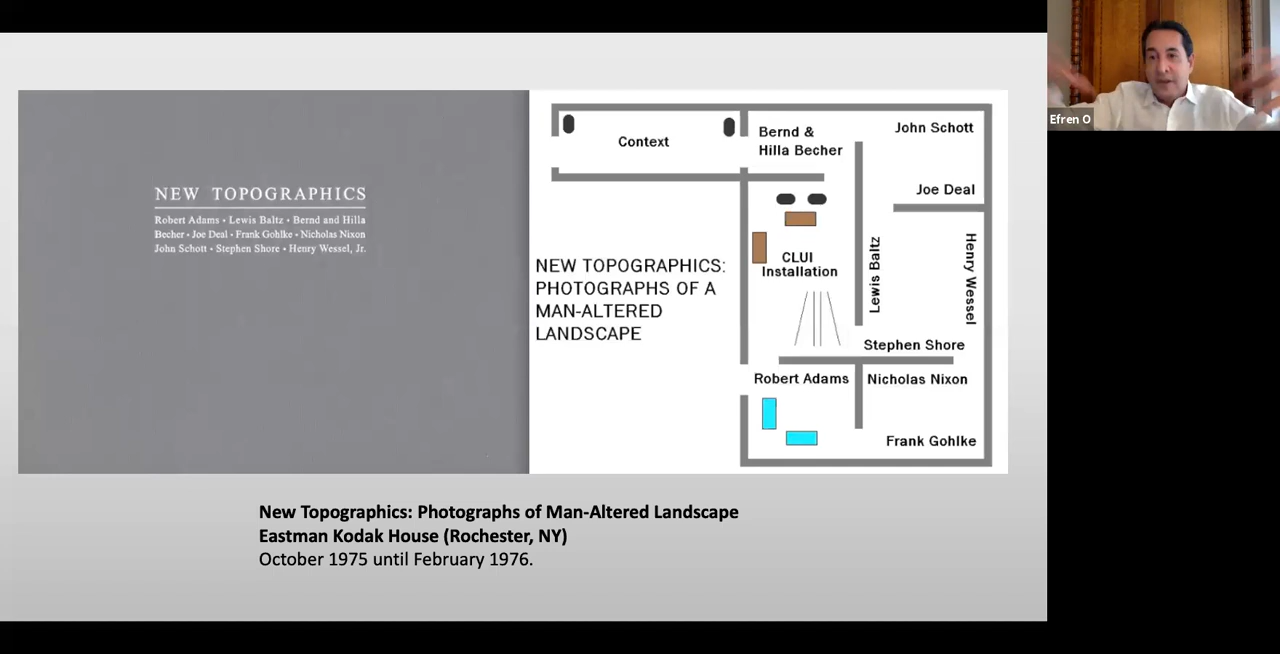 NEW TOPOGRAPHICS
Robert Adams • Lewis Baltz • Bernd and Hilla
Becher • Joe Deal • Frank Gohlke • Nicholas Nixon
John Schott • Stephen Shore • Henry Wessel, Jr.
NEW TOPOGRAPHICS:
PHOTOGRAPHS OF A
MAN-ALTERED
LANDSCAPE
Context
Bernd &
Hilla Becher
John Schott
Joe Deal
CLUI
Installation
Lewis Baltz
Henry Wessel
Stephen Shore
Robert Adams
Nicholas Nixon
Frank Gohlke
New Topographics: Photographs of Man-Altered Landscape
Eastman Kodak House (Rochester, NY)
October 1975 until February 1976.
Efren O